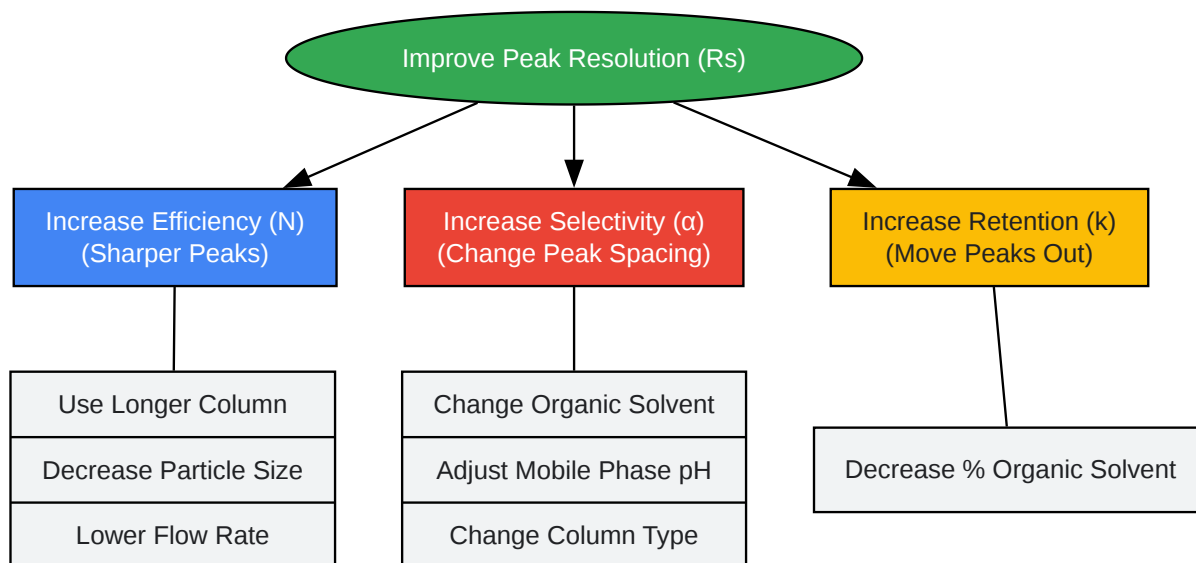 Improve Peak Resolution (Rs)
Increase Efficiency (N)
(Sharper Peaks)
Increase Selectivity (α)
(Change Peak Spacing)
Increase Retention (k)
(Move Peaks Out)
Use Longer Column
Decrease Particle Size
Lower Flow Rate
Change Organic Solvent
Adjust Mobile Phase pH
Change Column Type
Decrease % Organic Solvent